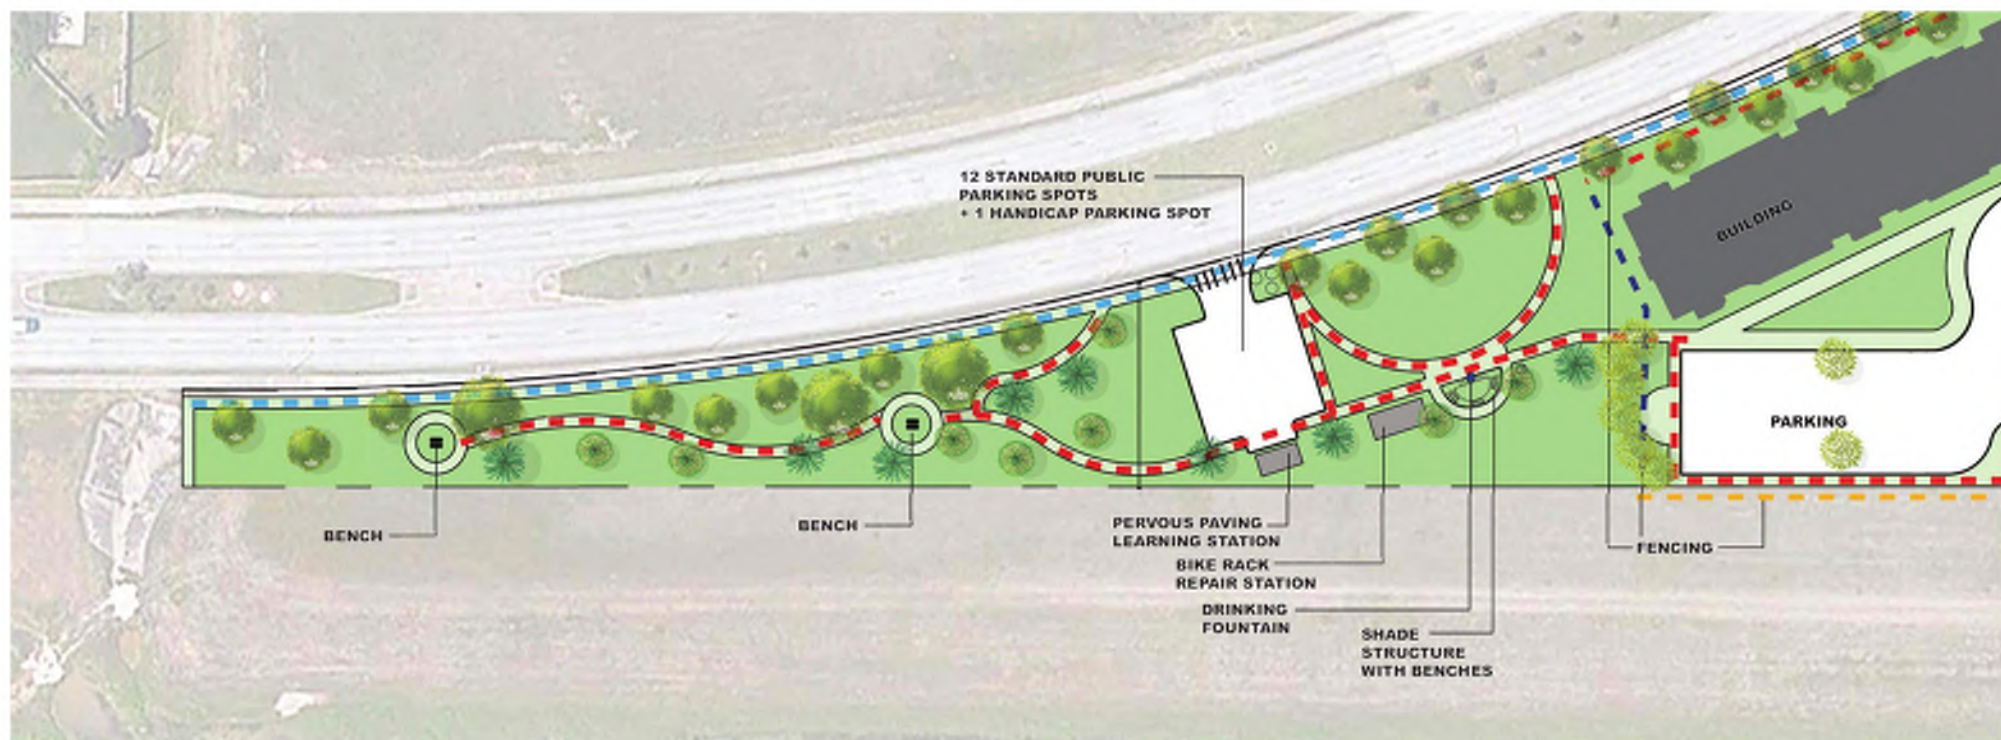 12 STANDARD PUBLIC
PARKING SPOTS
+ 1 HANDICAP PARKING SPOT
BUILDING
PARKING
BENCH
BENCH
PERVOUS PAVING
LEARNING STATION
BIKE RACK
REPAIR STATION
DRINKING
FOUNTAIN
SHADE
STRUCTURE
WITH BENCHES
FENCING